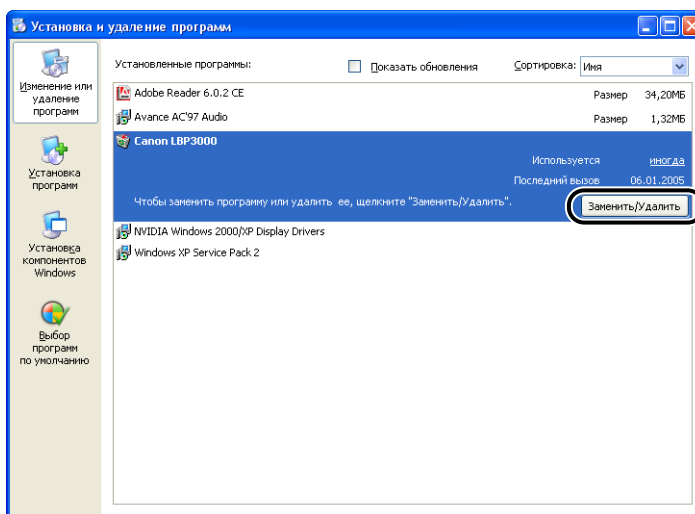 Установка и удаление программ
Изменение или
удаление
программ
Установка
программ
Установка
компонентов
Windows
Выбор
программ
по умолчанию
Установленные программы: Показать обновления Сортировка: Имя
Adobe Reader 6.0.2 CE Размер 34,20МБ
Avance AC'97 Audio Размер 1,32МБ
Canon LBP3000
Используется иногда
Последний вызов 06.01.2005
Чтобы заменить программу или удалить ее, щелкните "Заменить/Удалить". Заменить/Удалить
NVIDIA Windows 2000/XP Display Drivers
Windows XP Service Pack 2